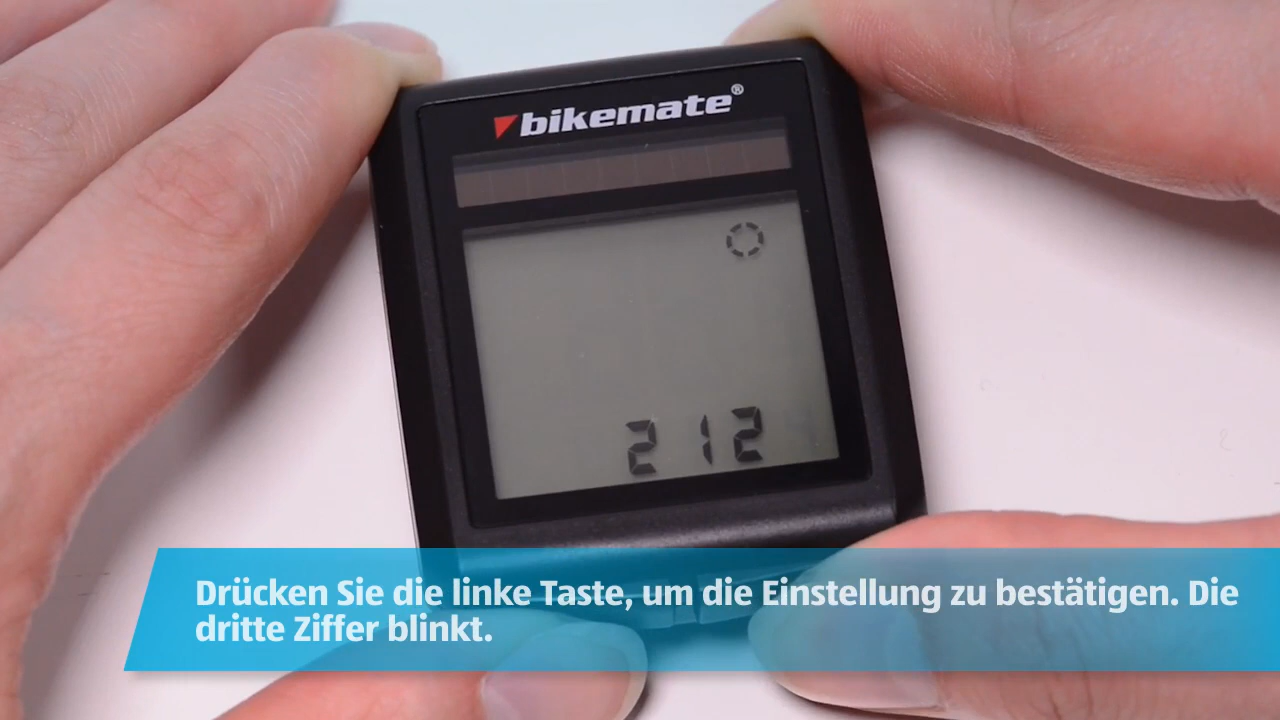 bikemate®
212
Drücken Sie die linke Taste, um die Einstellung zu bestätigen. Die
dritte Ziffer blinkt.